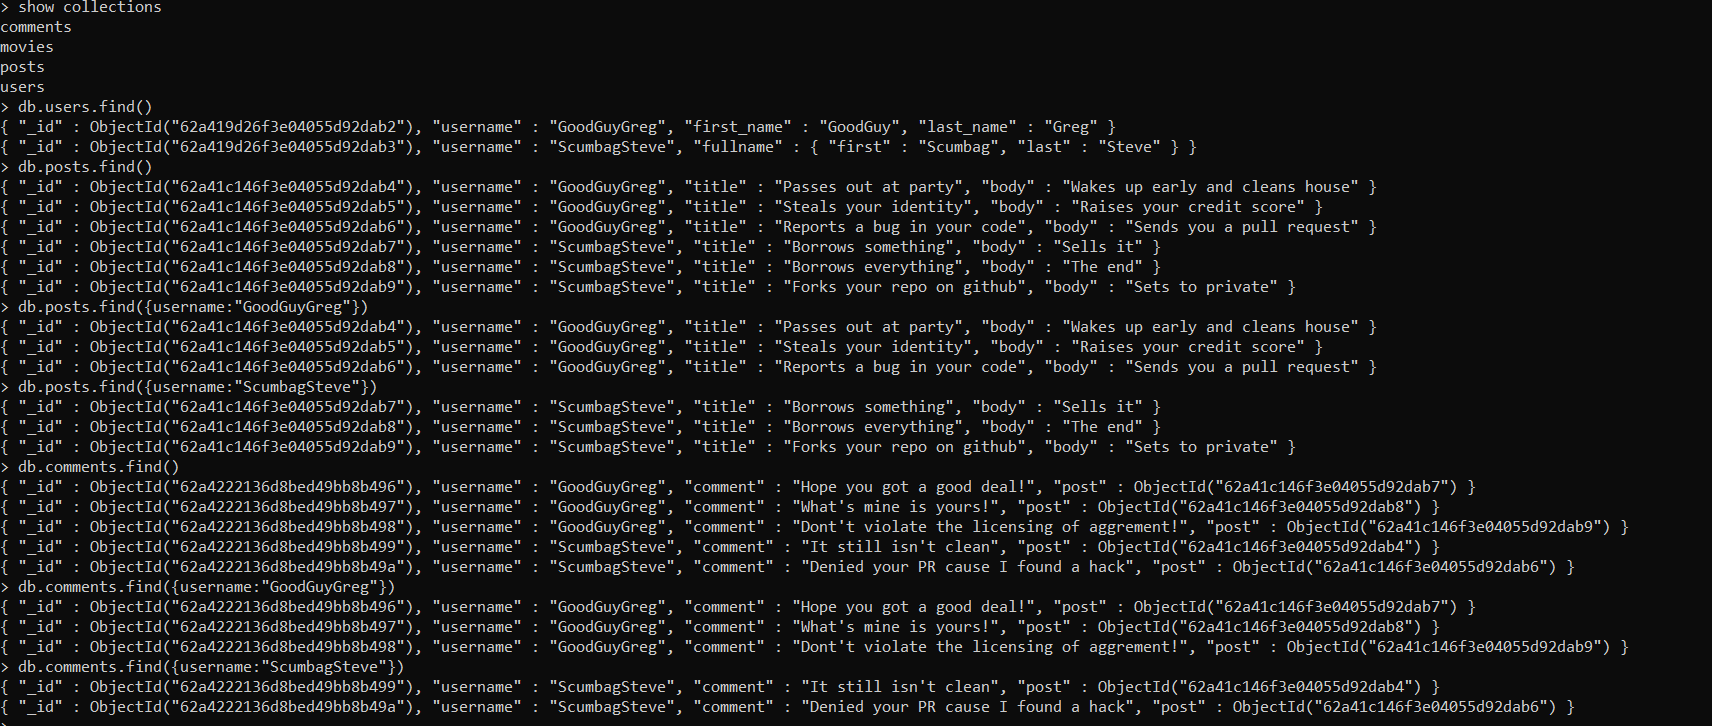 > show collections
comments
movies
posts
users
> db.users.find()
{ "_id" : ObjectId("62a419d26f3e04055d92dab2"), "username" : "GoodGuyGreg", "first_name" : "GoodGuy", "last_name" : "Greg" }
{ "_id" : ObjectId("62a419d26f3e04055d92dab3"), "username" : "ScumbagSteve", "fullname" : { "first" : "Scumbag", "last" : "Steve" } }
> db.posts.find()
{ "_id" : ObjectId("62a41c146f3e04055d92dab4"), "username" : "GoodGuyGreg", "title" : "Passes out at party", "body" : "Wakes up early and cleans house" }
{ "_id" : ObjectId("62a41c146f3e04055d92dab5"), "username" : "GoodGuyGreg", "title" : "Steals your identity", "body" : "Raises your credit score" }
{ "_id" : ObjectId("62a41c146f3e04055d92dab6"), "username" : "GoodGuyGreg", "title" : "Reports a bug in your code", "body" : "Sends you a pull request" }
{ "_id" : ObjectId("62a41c146f3e04055d92dab7"), "username" : "ScumbagSteve", "title" : "Borrows something", "body" : "Sells it" }
{ "_id" : ObjectId("62a41c146f3e04055d92dab8"), "username" : "ScumbagSteve", "title" : "Borrows everything", "body" : "The end" }
{ "_id" : ObjectId("62a41c146f3e04055d92dab9"), "username" : "ScumbagSteve", "title" : "Forks your repo on github", "body" : "Sets to private" }
> db.posts.find({username:"GoodGuyGreg"})
{ "_id" : ObjectId("62a41c146f3e04055d92dab4"), "username" : "GoodGuyGreg", "title" : "Passes out at party", "body" : "Wakes up early and cleans house" }
{ "_id" : ObjectId("62a41c146f3e04055d92dab5"), "username" : "GoodGuyGreg", "title" : "Steals your identity", "body" : "Raises your credit score" }
{ "_id" : ObjectId("62a41c146f3e04055d92dab6"), "username" : "GoodGuyGreg", "title" : "Reports a bug in your code", "body" : "Sends you a pull request" }
> db.posts.find({username:"ScumbagSteve"})
{ "_id" : ObjectId("62a41c146f3e04055d92dab7"), "username" : "ScumbagSteve", "title" : "Borrows something", "body" : "Sells it" }
{ "_id" : ObjectId("62a41c146f3e04055d92dab8"), "username" : "ScumbagSteve", "title" : "Borrows everything", "body" : "The end" }
{ "_id" : ObjectId("62a41c146f3e04055d92dab9"), "username" : "ScumbagSteve", "title" : "Forks your repo on github", "body" : "Sets to private" }
> db.comments.find()
{ "_id" : ObjectId("62a4222136d8bed49bb8b496"), "username" : "GoodGuyGreg", "comment" : "Hope you got a good deal!", "post" : ObjectId("62a41c146f3e04055d92dab7") }
{ "_id" : ObjectId("62a4222136d8bed49bb8b497"), "username" : "GoodGuyGreg", "comment" : "What's mine is yours!", "post" : ObjectId("62a41c146f3e04055d92dab8") }
{ "_id" : ObjectId("62a4222136d8bed49bb8b498"), "username" : "GoodGuyGreg", "comment" : "Dont't violate the licensing of aggrement!", "post" : ObjectId("62a41c146f3e04055d92dab9") }
{ "_id" : ObjectId("62a4222136d8bed49bb8b499"), "username" : "ScumbagSteve", "comment" : "It still isn't clean", "post" : ObjectId("62a41c146f3e04055d92dab4") }
{ "_id" : ObjectId("62a4222136d8bed49bb8b49a"), "username" : "ScumbagSteve", "comment" : "Denied your PR cause I found a hack", "post" : ObjectId("62a41c146f3e04055d92dab6") }
> db.comments.find({username:"GoodGuyGreg"})
{ "_id" : ObjectId("62a4222136d8bed49bb8b496"), "username" : "GoodGuyGreg", "comment" : "Hope you got a good deal!", "post" : ObjectId("62a41c146f3e04055d92dab7") }
{ "_id" : ObjectId("62a4222136d8bed49bb8b497"), "username" : "GoodGuyGreg", "comment" : "What's mine is yours!", "post" : ObjectId("62a41c146f3e04055d92dab8") }
{ "_id" : ObjectId("62a4222136d8bed49bb8b498"), "username" : "GoodGuyGreg", "comment" : "Dont't violate the licensing of aggrement!", "post" : ObjectId("62a41c146f3e04055d92dab9") }
> db.comments.find({username:"ScumbagSteve"})
{ "_id" : ObjectId("62a4222136d8bed49bb8b499"), "username" : "ScumbagSteve", "comment" : "It still isn't clean", "post" : ObjectId("62a41c146f3e04055d92dab4") }
{ "_id" : ObjectId("62a4222136d8bed49bb8b49a"), "username" : "ScumbagSteve", "comment" : "Denied your PR cause I found a hack", "post" : ObjectId("62a41c146f3e04055d92dab6") }
>